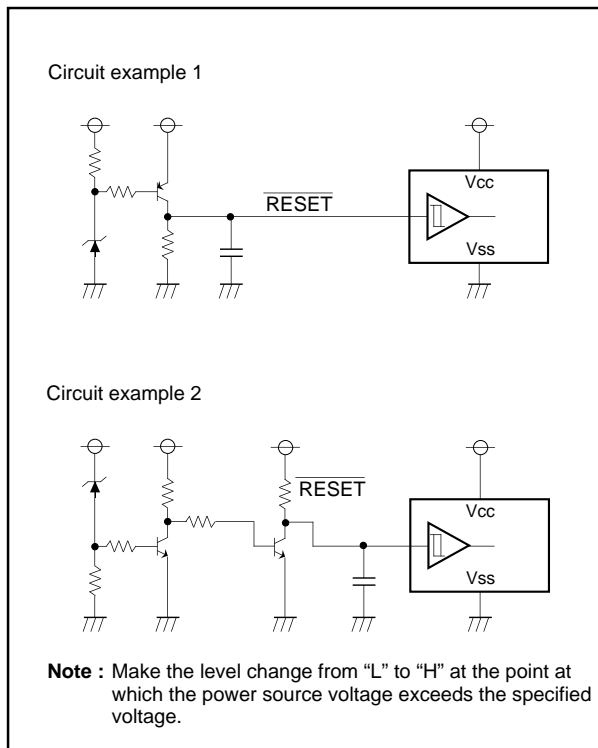 Circuit example 1
RESET
Vcc
Vss
Circuit example 2
RESET
Vcc
Vss
Note : Make the level change from “L” to “H” at the point at
which the power source voltage exceeds the specified
voltage.